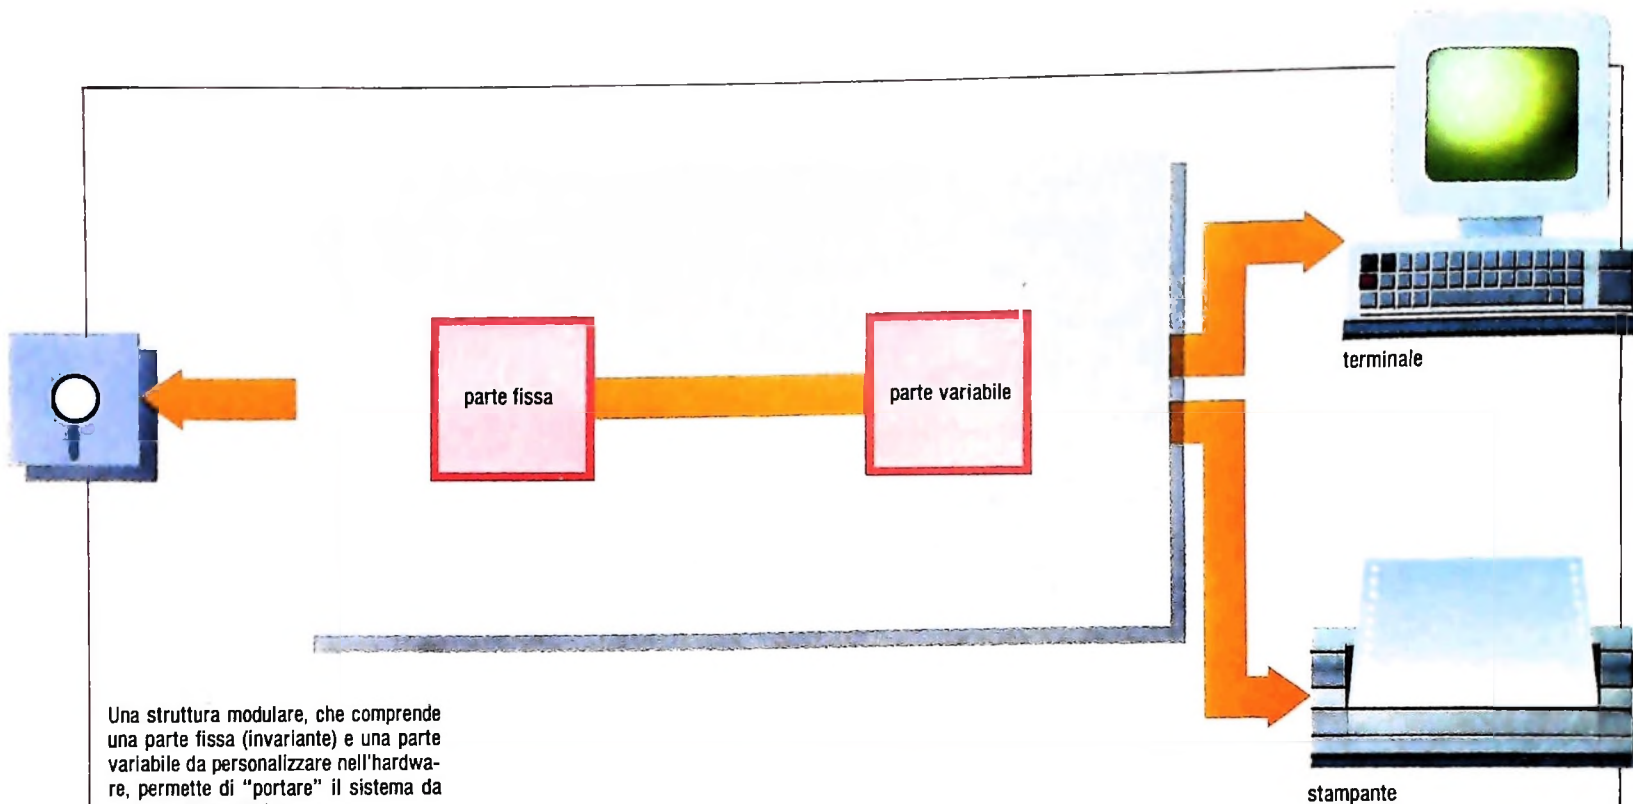 terminale
parte fissa
parte variabile
Una struttura modulare, che comprende
una parte fissa (invariante) e una parte
variabile da personalizzare nell'hardwa-
re, permette di "portare" il sistema da
stampante